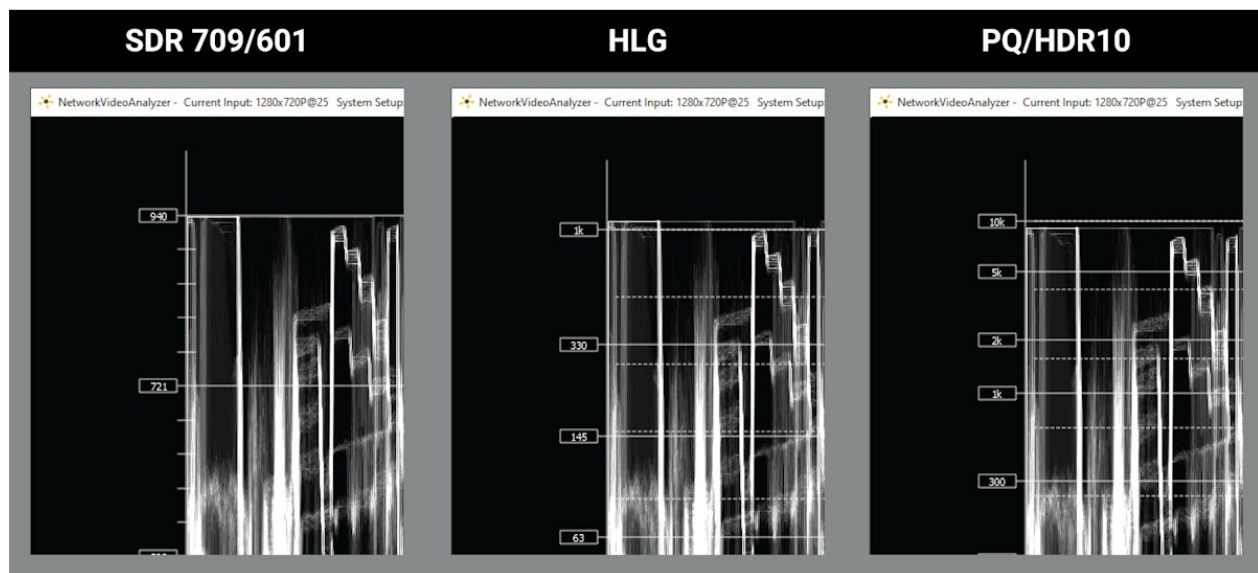 SDR 709/601
HLG
PQ/HDR10
NetworkVideoAnalyzer - Current Input: 1280x720P@25 System Setup:
NetworkVideoAnalyzer - Current Input: 1280x720P@25 System Setup
NetworkVideoAnalyzer - Current Input: 1280x720P@25 System Setup:
940
721
1k
330
145
63
10k
5k
2k
1k
300